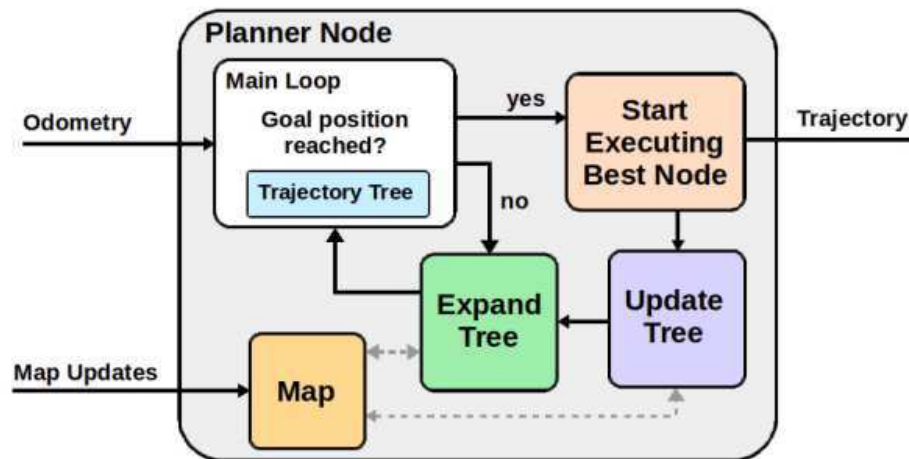 Planner Node
Main Loop
Goal position
reached?
Trajectory Tree
Odometry
yes
no
Start
Executing
Best Node
Trajectory
Expand
Tree
Update
Tree
Map Updates
Map